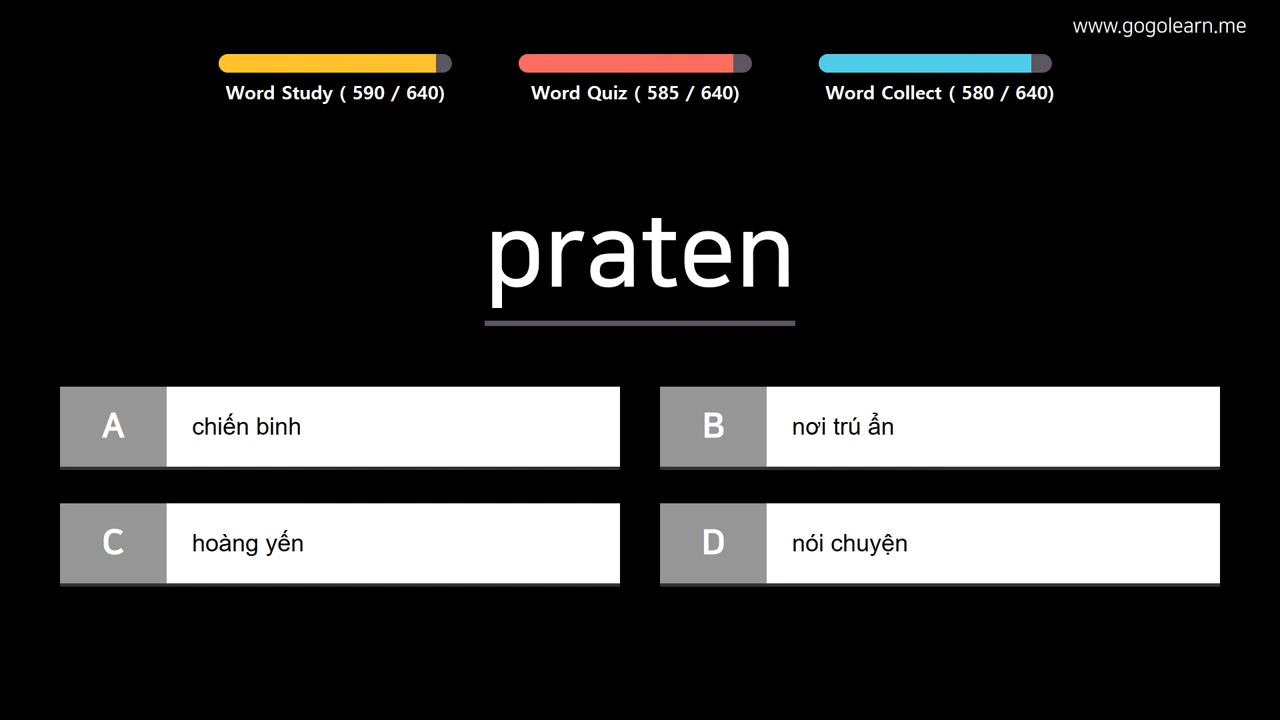 www.gogolearn.me
Word Study ( 590 / 640)
Word Quiz ( 585 / 640)
Word Collect ( 580 / 640)
praten
A chiến binh
B nơi trú ẩn
C hoàng yến
D nói chuyện